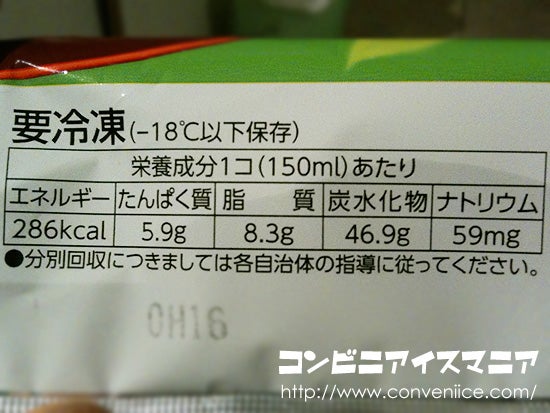 要冷凍(−18℃以下保存)
栄養成分1コ(150ml)あたり
エネルギー たんぱく質 脂質 炭水化物 ナトリウム
286kcal 5.9g 8.3g 46.9g 59mg
●分別回収につきましては各自治体の指導に従ってください。
OH16
コンビニアイスマニア
http://www.conveniice.com/